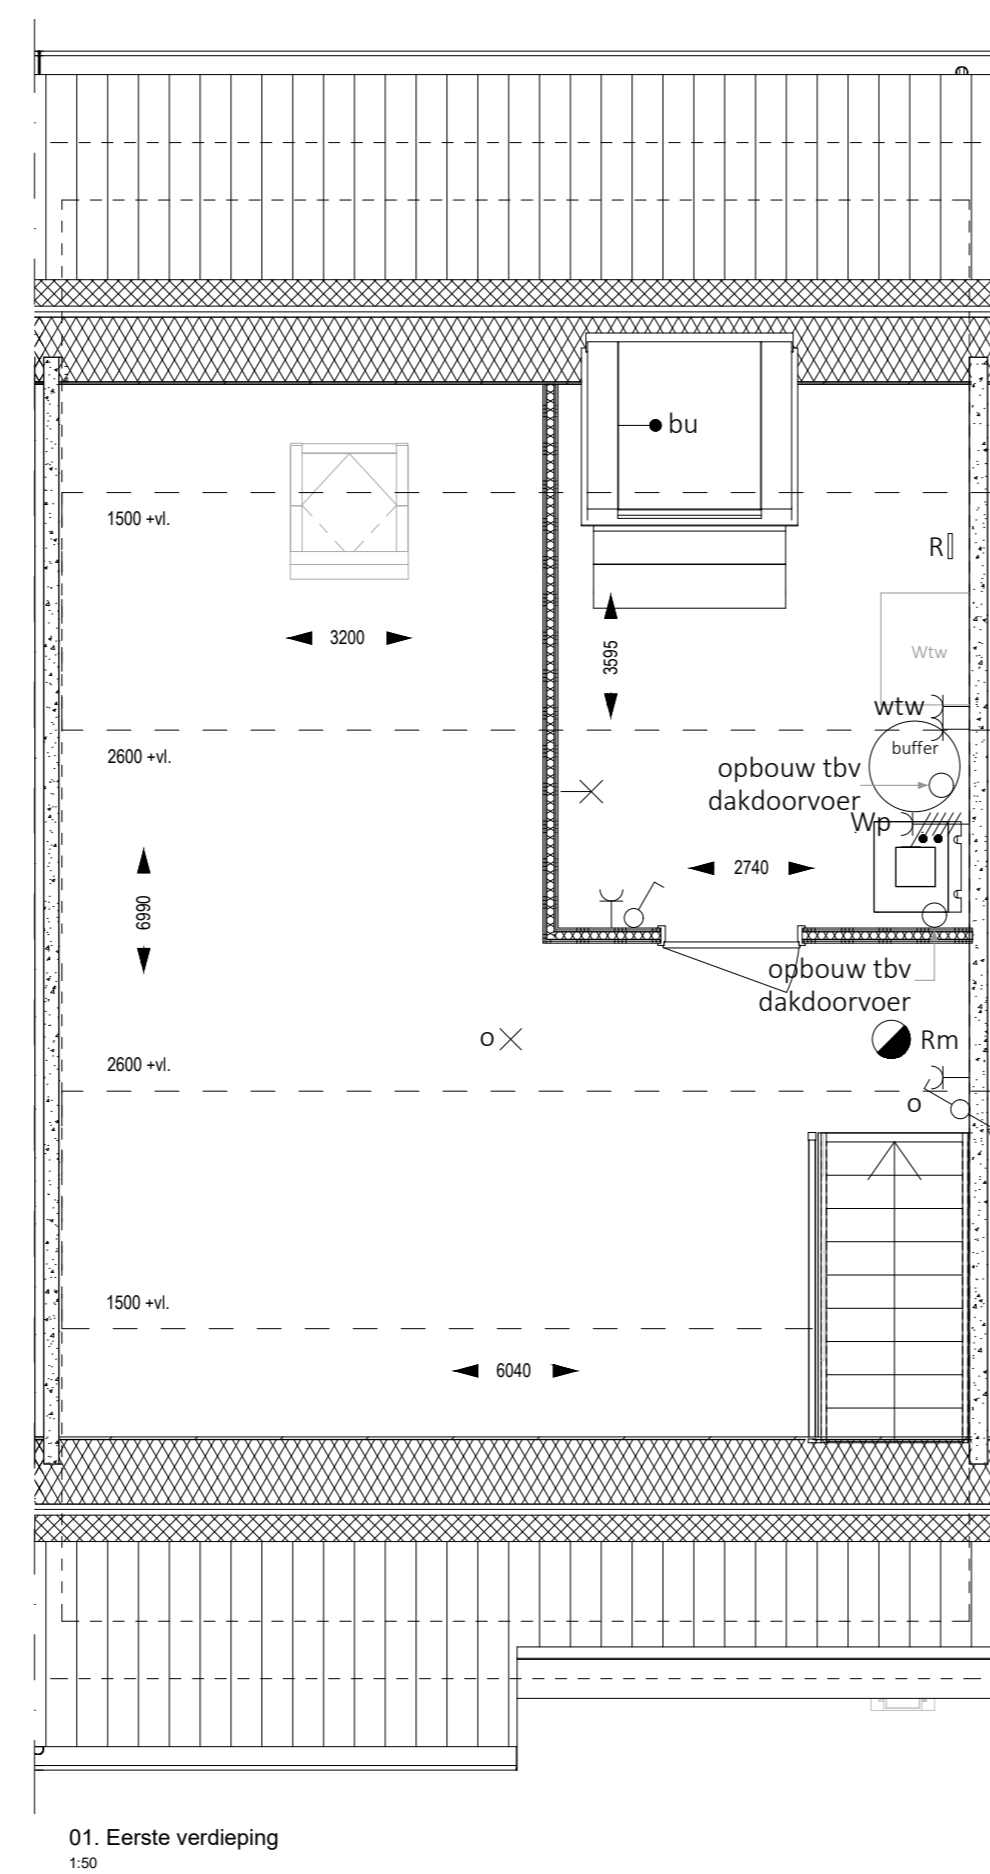 bu
1500 +vl.
R
3200
3595
Wtw
wtw
buffer
2600 +vl.
opbouw tbv
dakdoorvoer
Wp
2740
6990
opbouw tbv
dakdoorvoer
o
Rm
2600 +vl.
o
1500 +vl.
6040
01. Eerste verdieping
1:50